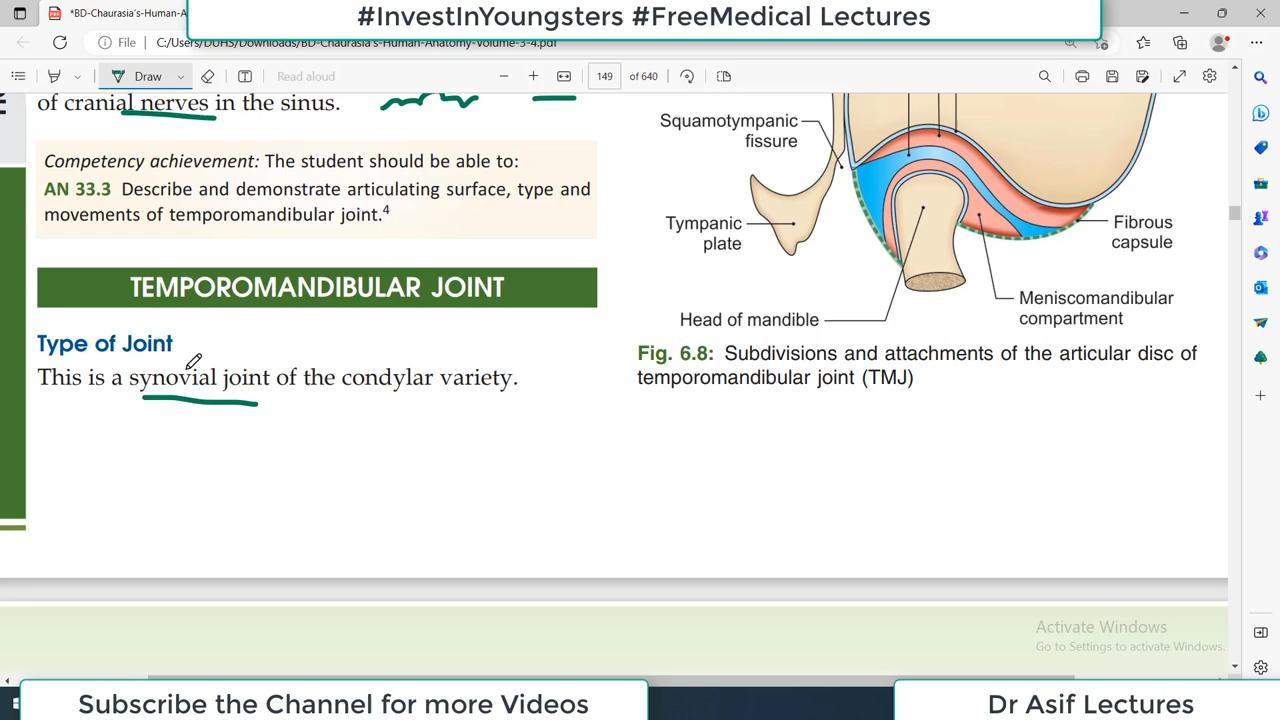 #InvestInYoungsters #FreeMedical Lectures
*BD-Chaurasia's-Human-A
File
C:/Users/DUHS/Downloads/BD-Chaurasia's-Human-Anatomy-Volume-3-4.pdf
Draw
Read aloud
149
of 640
of cranial nerves in the sinus.
Competency achievement: The student should be able to:
AN 33.3 Describe and demonstrate articulating surface, type and
movements of temporomandibular joint.4
TEMPOROMANDIBULAR JOINT
Type of Joint
This is a synovial joint of the condylar variety.
Squamotympanic
fissure
Tympanic
plate
Head of mandible
Fibrous
capsule
Meniscomandibular
compartment
Fig. 6.8: Subdivisions and attachments of the articular disc of
temporomandibular joint (TMJ)
Activate Windows
Go to Settings to activate Windows.
Subscribe the Channel for more Videos
Dr Asif Lectures